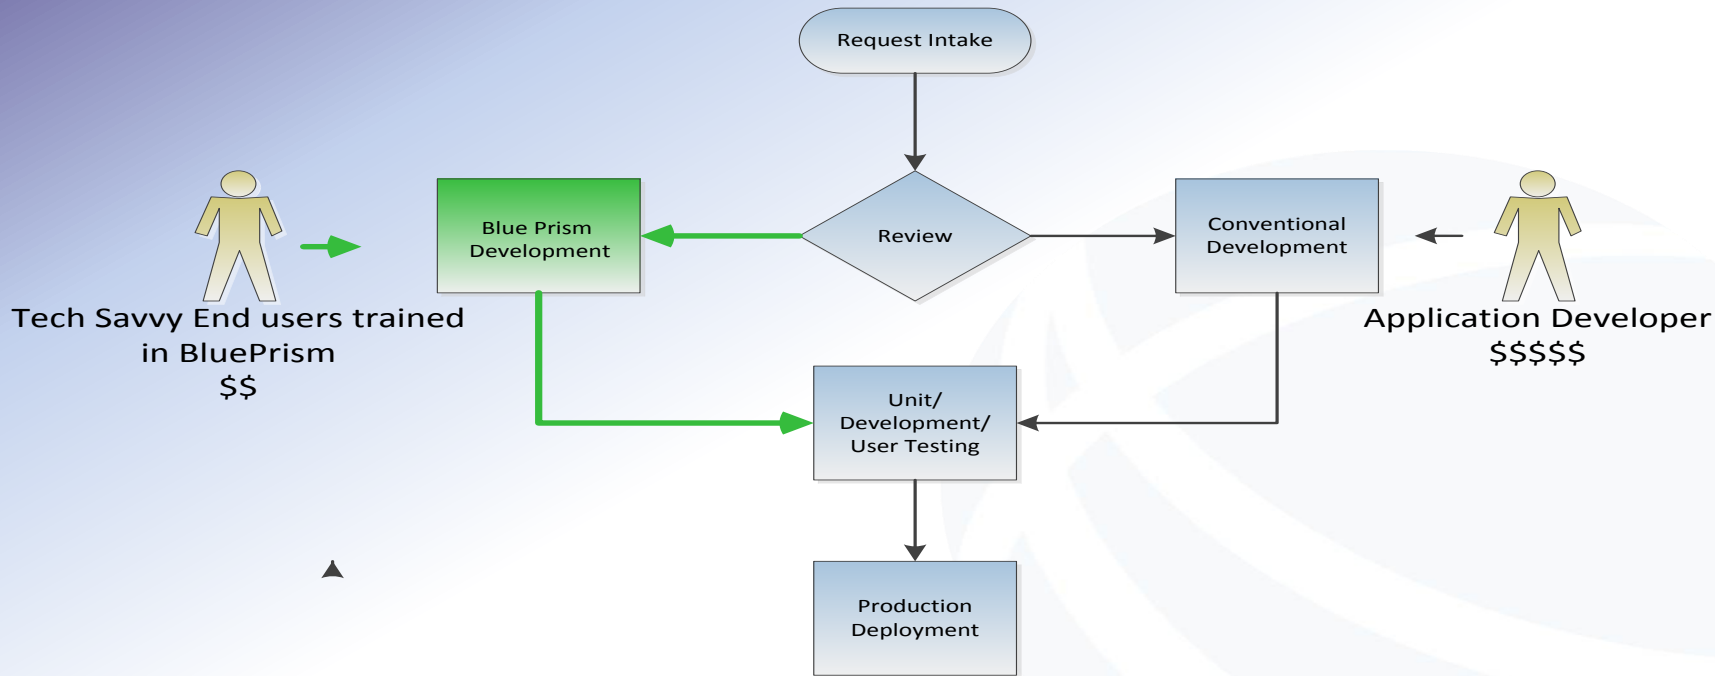 Request Intake
Review
Blue Prism
Development
Conventional
Development
Tech Savvy End users trained
in BluePrism
$$
Application Developer
$$$$$
Unit/
Development/
User Testing
Production
Deployment